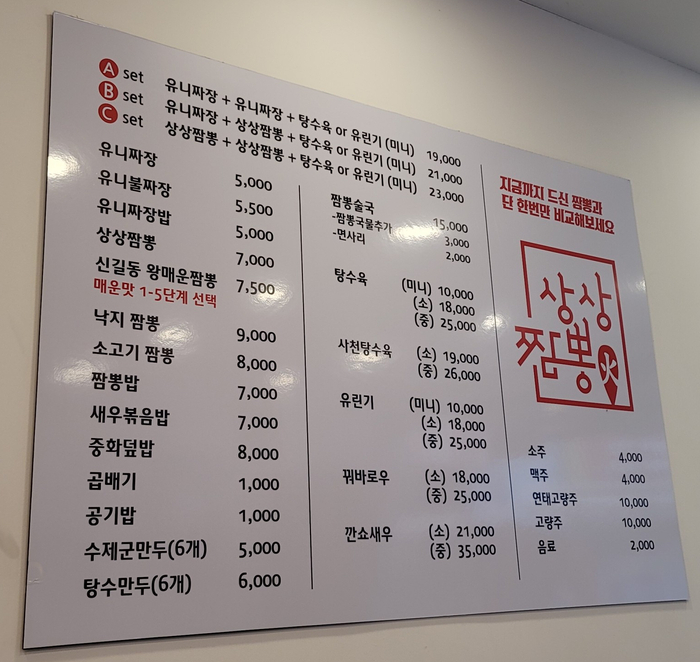 A set 유니짜장 + 유니짜장 + 탕수육 or 유린기 (미니) 19,000
B set 유니짜장 + 상상짬뽕 + 탕수육 or 유린기 (미니) 21,000
C set 상상짬뽕 + 상상짬뽕 + 탕수육 or 유린기 (미니) 23,000
유니짜장 5,000
유니불짜장 5,500
유니짜장밥 5,000
상상짬뽕 7,000
신길동 왕매운짬뽕 7,500
매운맛 1-5단계 선택
낙지 짬뽕 9,000
소고기 짬뽕 8,000
짬뽕밥 7,000
새우볶음밥 7,000
중화덮밥 8,000
곱배기 1,000
공기밥 1,000
수제군만두(6개) 5,000
탕수만두(6개) 6,000
짬뽕술국 15,000
-짬뽕국물추가 3,000
-면사리 2,000
탕수육 (미니) 10,000
(소) 18,000
(중) 25,000
사천탕수육 (소) 19,000
(중) 26,000
유린기 (미니) 10,000
(소) 18,000
(중) 25,000
꿔바로우 (소) 18,000
(중) 25,000
깐쇼새우 (소) 21,000
(중) 35,000
지금까지 드신 짬뽕과
단 한번만 비교해보세요
상상
짬뽕火
소주 4,000
맥주 4,000
연태고량주 10,000
고량주 10,000
음료 2,000